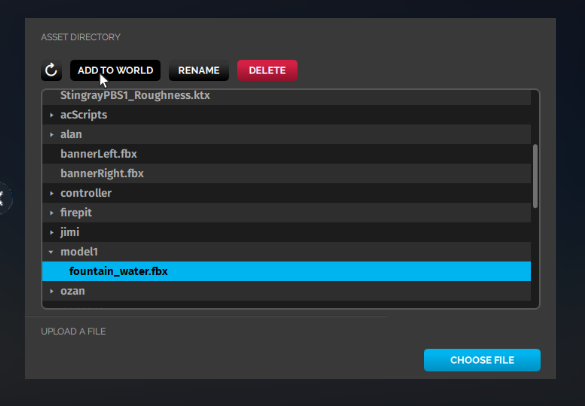 ASSET DIRECTORY
ADD TO WORLD RENAME DELETE
StingrayPBS1_Roughness.ktx
acScripts
alan
bannerLeft.fbx
bannerRight.fbx
controller
firepit
jimi
model1
fountain_water.fbx
ozan
UPLOAD A FILE
CHOOSE FILE